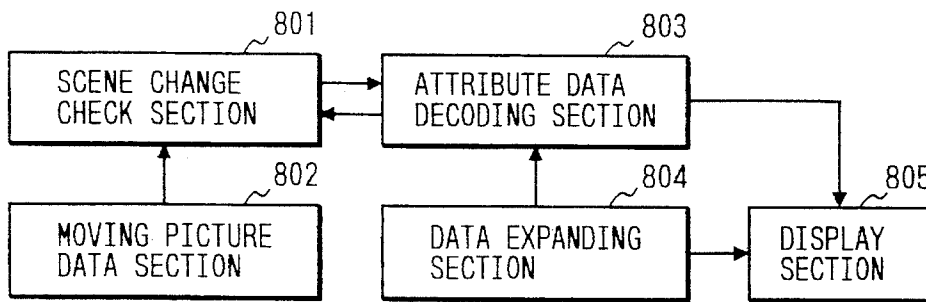 801
SCENE CHANGE
CHECK SECTION
803
ATTRIBUTE DATA
DECODING SECTION
802
MOVING PICTURE
DATA SECTION
804
DATA EXPANDING
SECTION
805
DISPLAY
SECTION